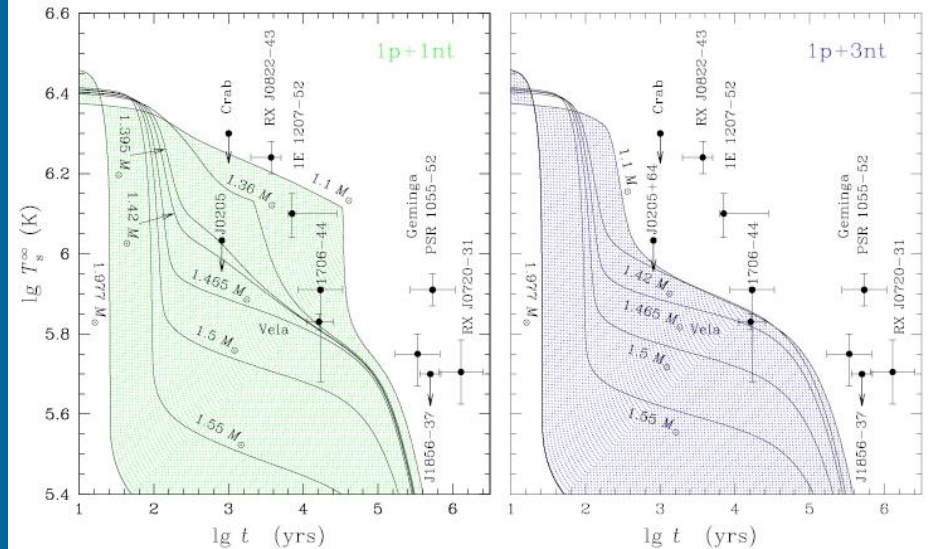 6.6
6.4
6.2
6
5.8
5.6
5.4
lg T_s^∞ (K)
1p+1nt
Crab
RX J0822−43
1E 1207−52
1.1 M⊙
1.36 M⊙
1.395 M⊙
1.42 M⊙
J0205
1706−44
1.465 M⊙
Vela
1.5 M⊙
1.55 M⊙
1.977 M⊙
Geminga
PSR 1055−52
RX J0720−31
J1856−37
1 2 3 4 5 6
lg t (yrs)
1p+3nt
Crab
RX J0822−43
1E 1207−52
1.1 M⊙
J0205+64
1706−44
1.42 M⊙
1.465 M⊙
Vela
1.5 M⊙
1.55 M⊙
1.977 M⊙
Geminga
PSR 1055−52
RX J0720−31
J1856−37
1 2 3 4 5 6
lg t (yrs)